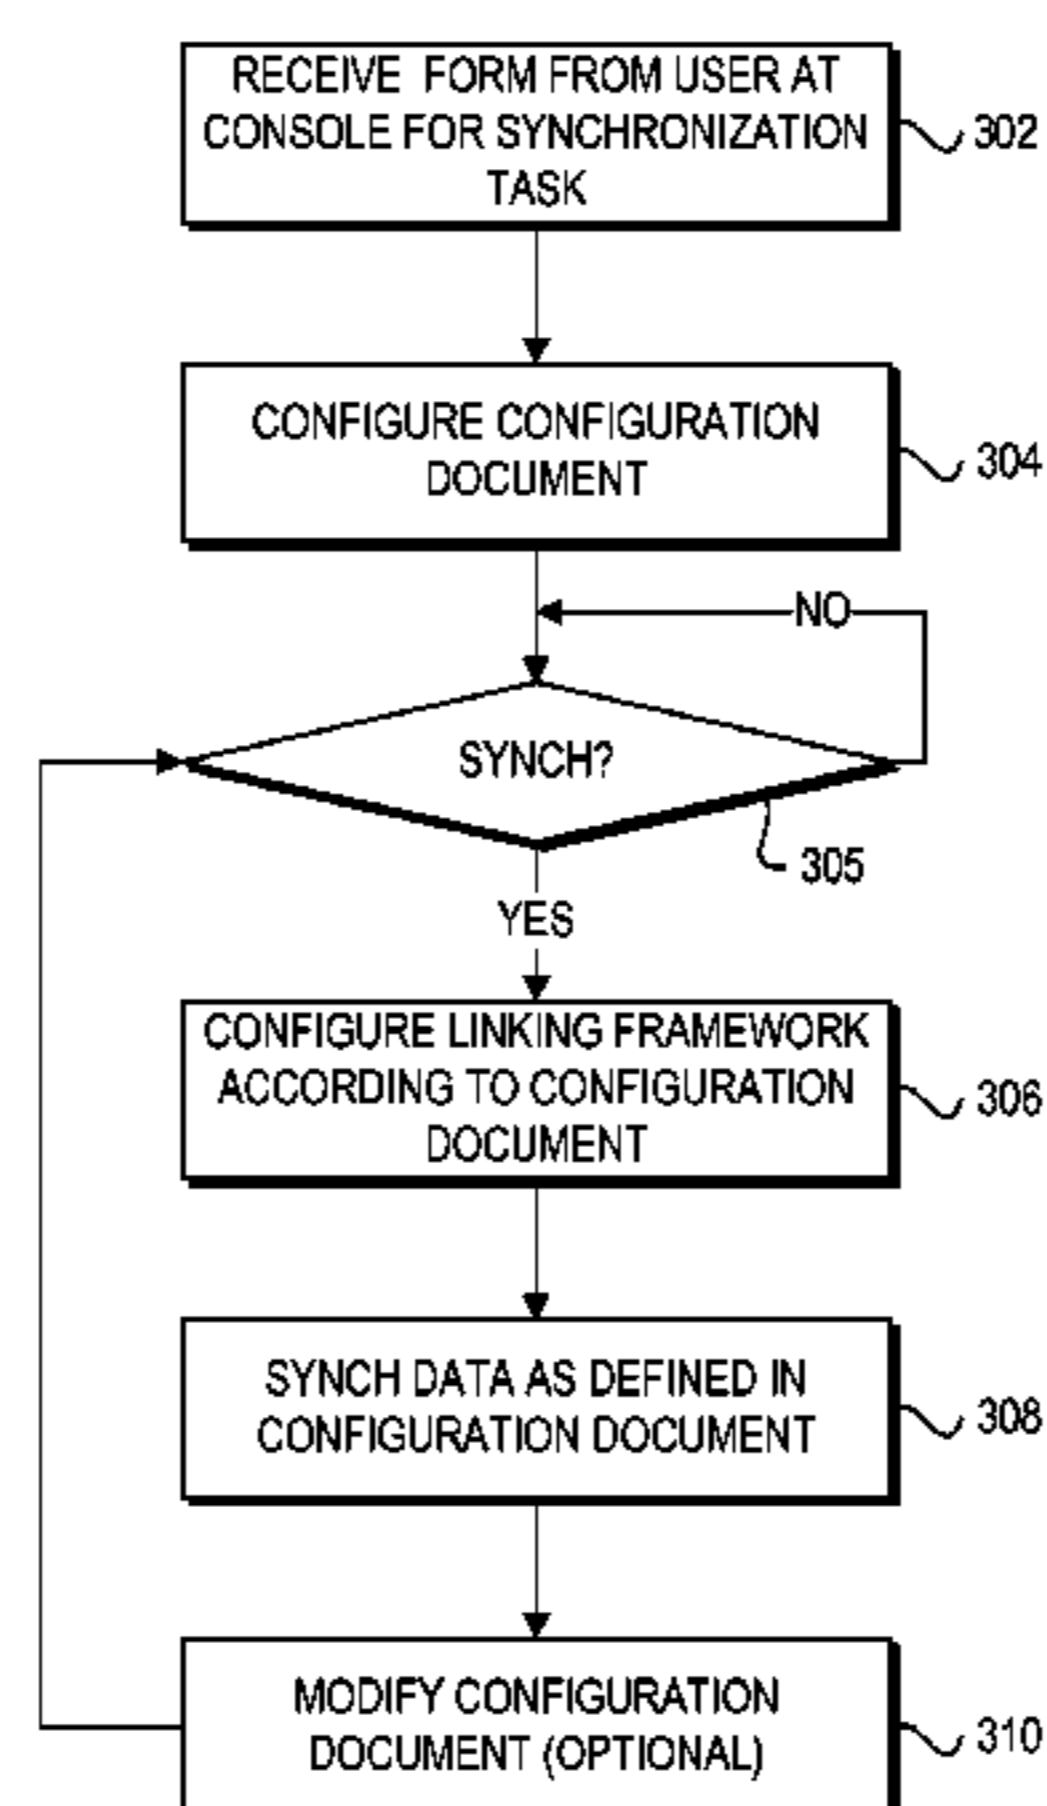 RECEIVE FORM FROM USER AT
CONSOLE FOR SYNCHRONIZATION
TASK
302
CONFIGURE CONFIGURATION
DOCUMENT
304
NO
SYNCH?
305
YES
CONFIGURE LINKING FRAMEWORK
ACCORDING TO CONFIGURATION
DOCUMENT
306
SYNCH DATA AS DEFINED IN
CONFIGURATION DOCUMENT
308
MODIFY CONFIGURATION
DOCUMENT (OPTIONAL)
310